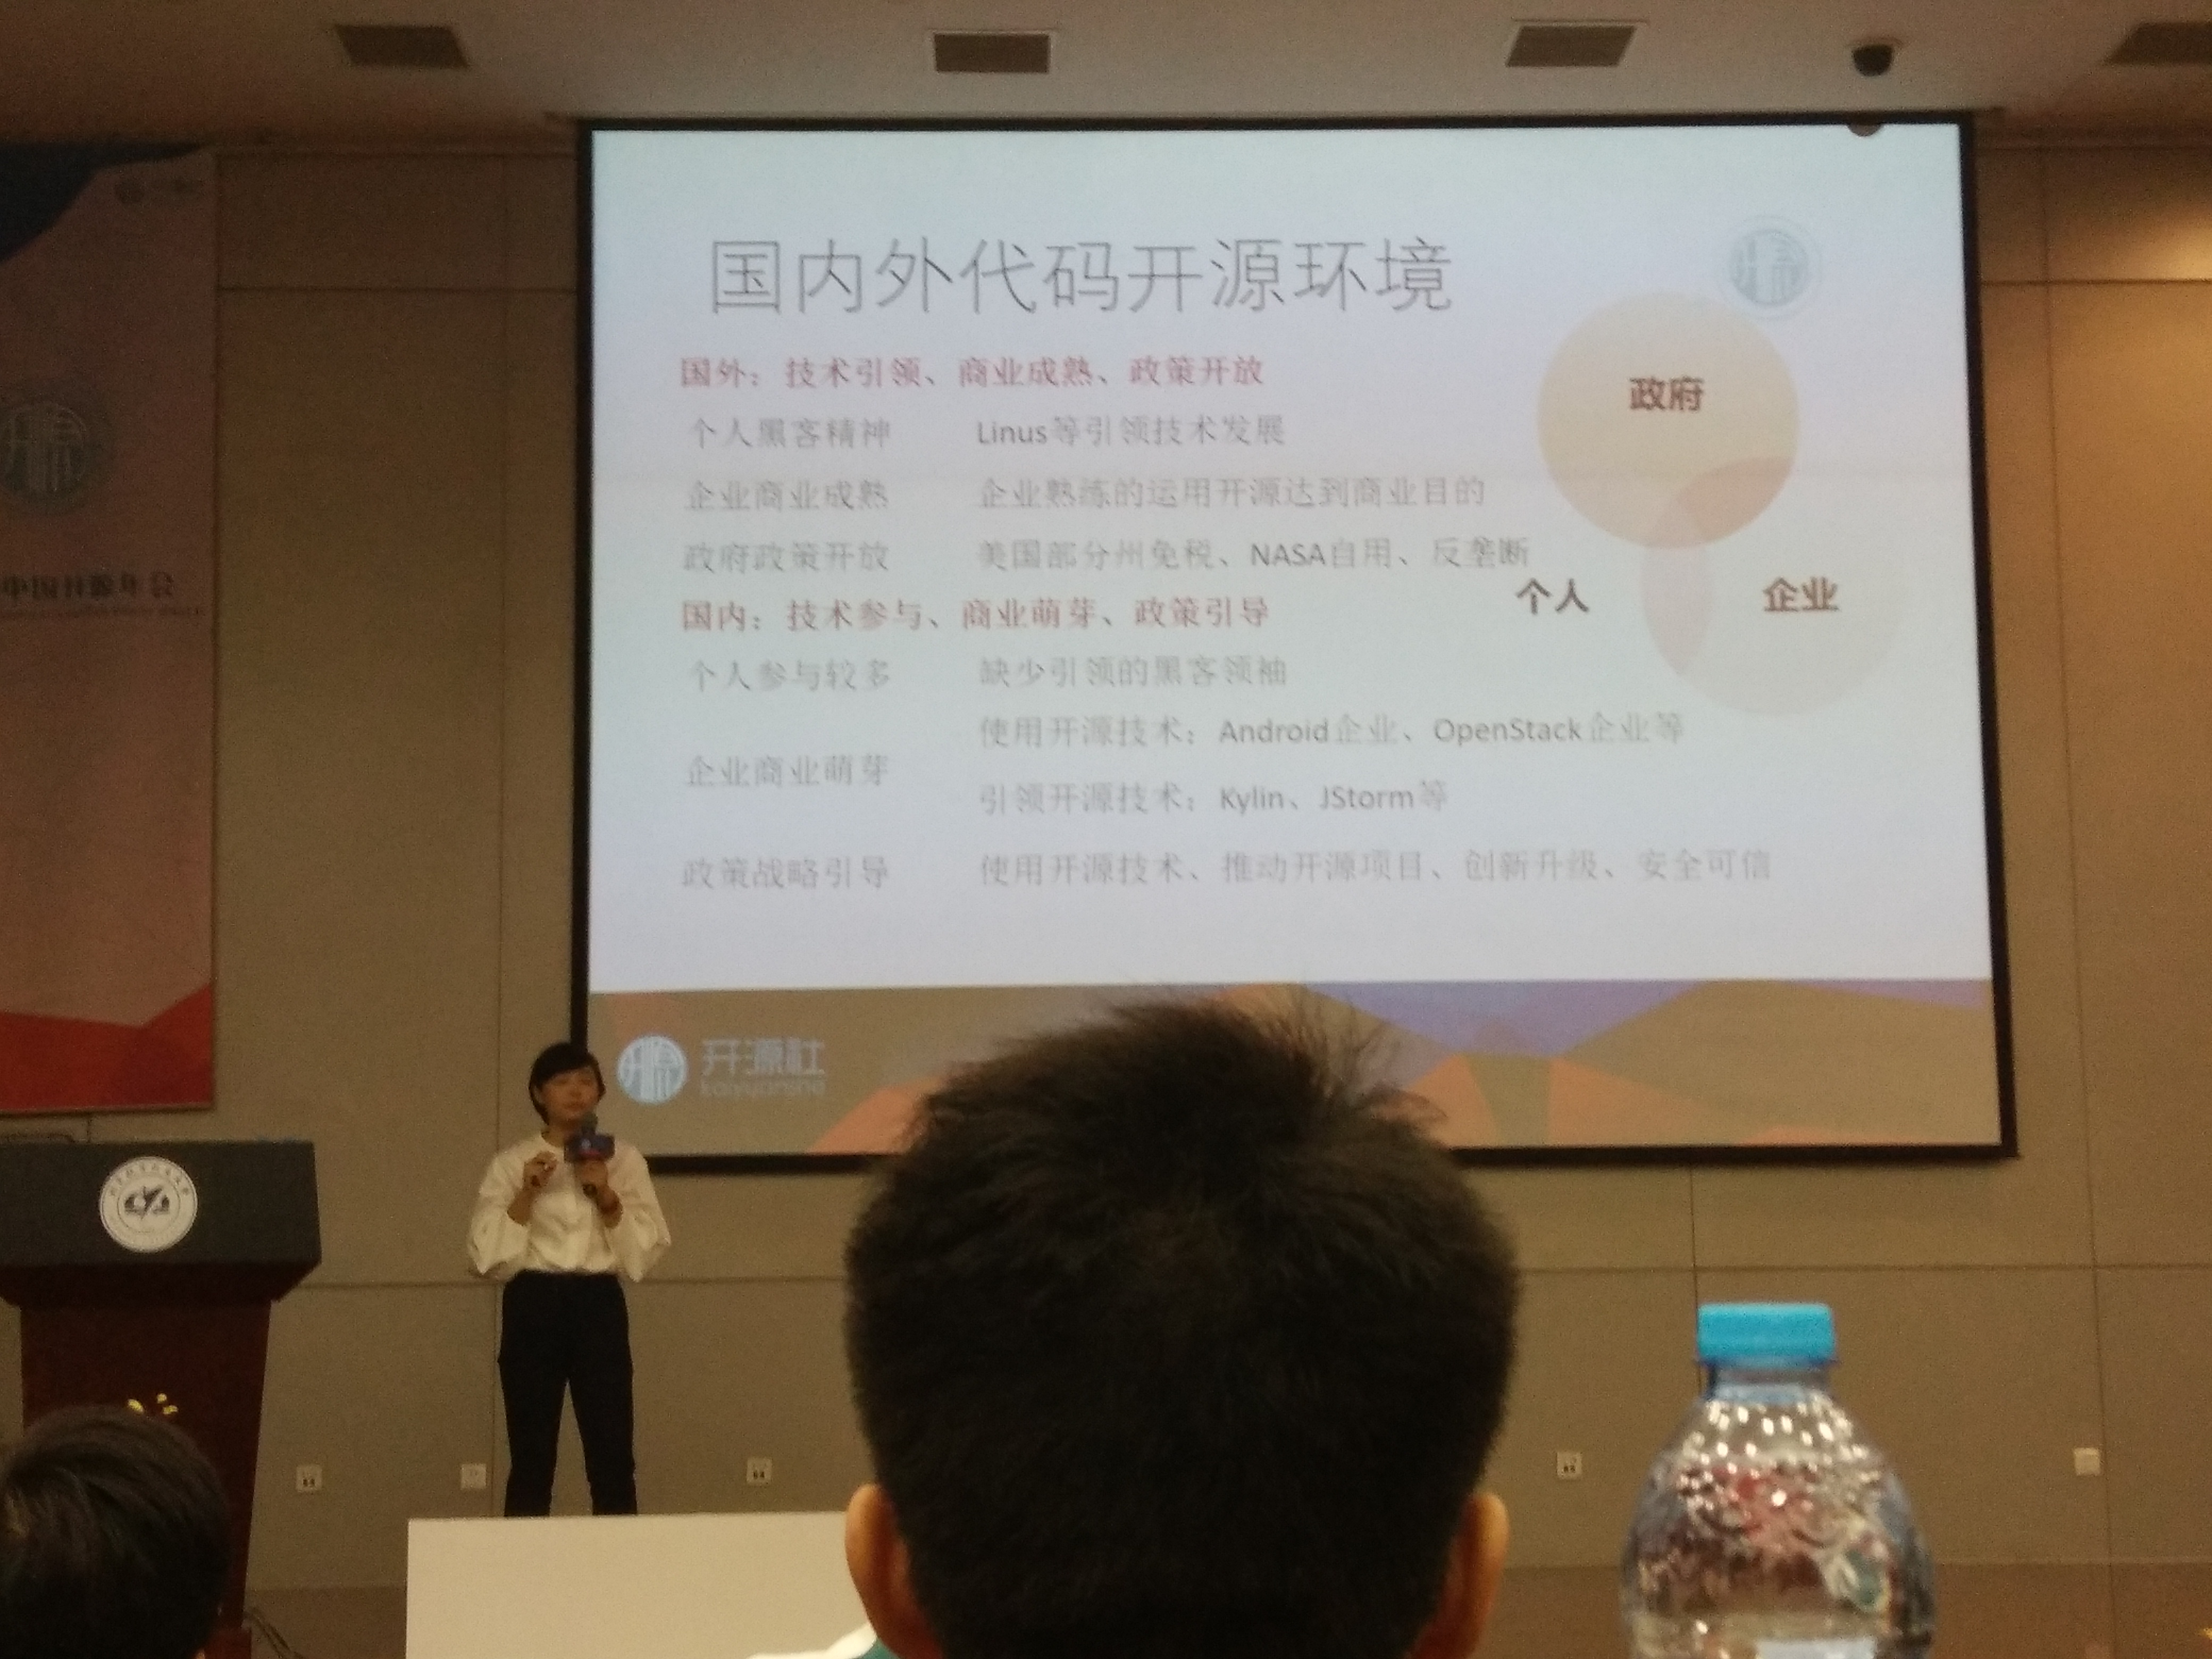 国内外代码开源环境
国外：技术引领、商业成熟、政策开放
个人黑客精神 Linus等引领技术发展
企业商业成熟 企业熟练的运用开源达到商业目的
政府政策开放 美国部分州免税、NASA自用、反垄断
国内：技术参与、商业萌芽、政策引导
个人参与较多 缺少引领的黑客领袖
企业商业萌芽
使用开源技术：Android企业、OpenStack企业等
引领开源技术：Kylin、JStorm等
政策战略引导 使用开源技术、推动开源项目、创新升级、安全可信
政府
个人
企业
开源社
kaiyuanshe
中国开源年会